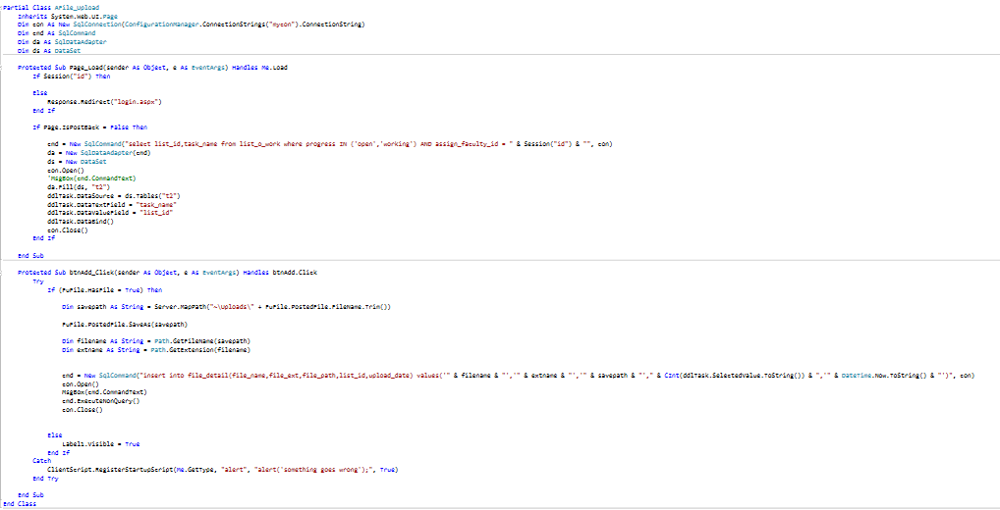 Partial Class AFile_Upload
Inherits System.Web.UI.Page
Dim con As New SqlConnection(ConfigurationManager.ConnectionStrings("mycon").ConnectionString)
Dim cmd As SqlCommand
Dim da As SqlDataAdapter
Dim ds As DataSet
Protected Sub Page_Load(sender As Object, e As EventArgs) Handles Me.Load
If Session("id") Then
Else
Response.Redirect("login.aspx")
End If
If Page.IsPostBack = False Then
cmd = New SqlCommand("select list_id,task_name from list_o_work where progress IN ('open','working') AND assign_faculty_id = " & Session("id") & "", con)
da = New SqlDataAdapter(cmd)
ds = New DataSet
con.Open()
'MsgBox(cmd.CommandText)
da.Fill(ds, "t2")
ddlTask.DataSource = ds.Tables("t2")
ddlTask.DataTextField = "task_name"
ddlTask.DataValueField = "list_id"
ddlTask.DataBind()
con.Close()
End If
End Sub
Protected Sub btnAdd_Click(sender As Object, e As EventArgs) Handles btnAdd.Click
Try
If (FuFile.HasFile = True) Then
Dim savepath As String = Server.MapPath("~\Uploads\" + FuFile.PostedFile.FileName.Trim())
FuFile.PostedFile.SaveAs(savepath)
Dim filename As String = Path.GetFileName(savepath)
Dim extname As String = Path.GetExtension(filename)
cmd = New SqlCommand("insert into file_detail(file_name,file_ext,file_path,list_id,upload_date) values('" & filename & "','" & extname & "','" & savepath & "'," & CInt(ddlTask.SelectedValue.ToString()) & ",'" & DateTime.Now.ToString() & "')", con)
con.Open()
MsgBox(cmd.CommandText)
cmd.ExecuteNonQuery()
con.Close()
Else
Label1.Visible = True
End If
Catch
ClientScript.RegisterStartupScript(Me.GetType, "alert", "alert('something goes wrong');", True)
End Try
End Sub
End Class